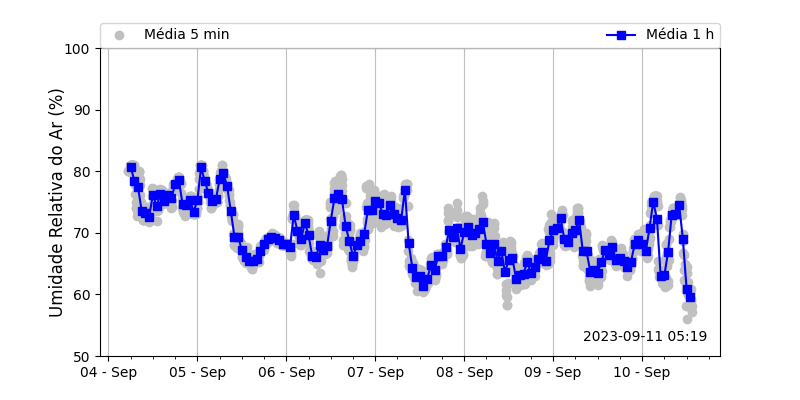 Média 5 min Média 1 h
100
90
80
70
60
50
Umidade Relativa do Ar (%)
2023-09-11 05:19
04 - Sep 05 - Sep 06 - Sep 07 - Sep 08 - Sep 09 - Sep 10 - Sep